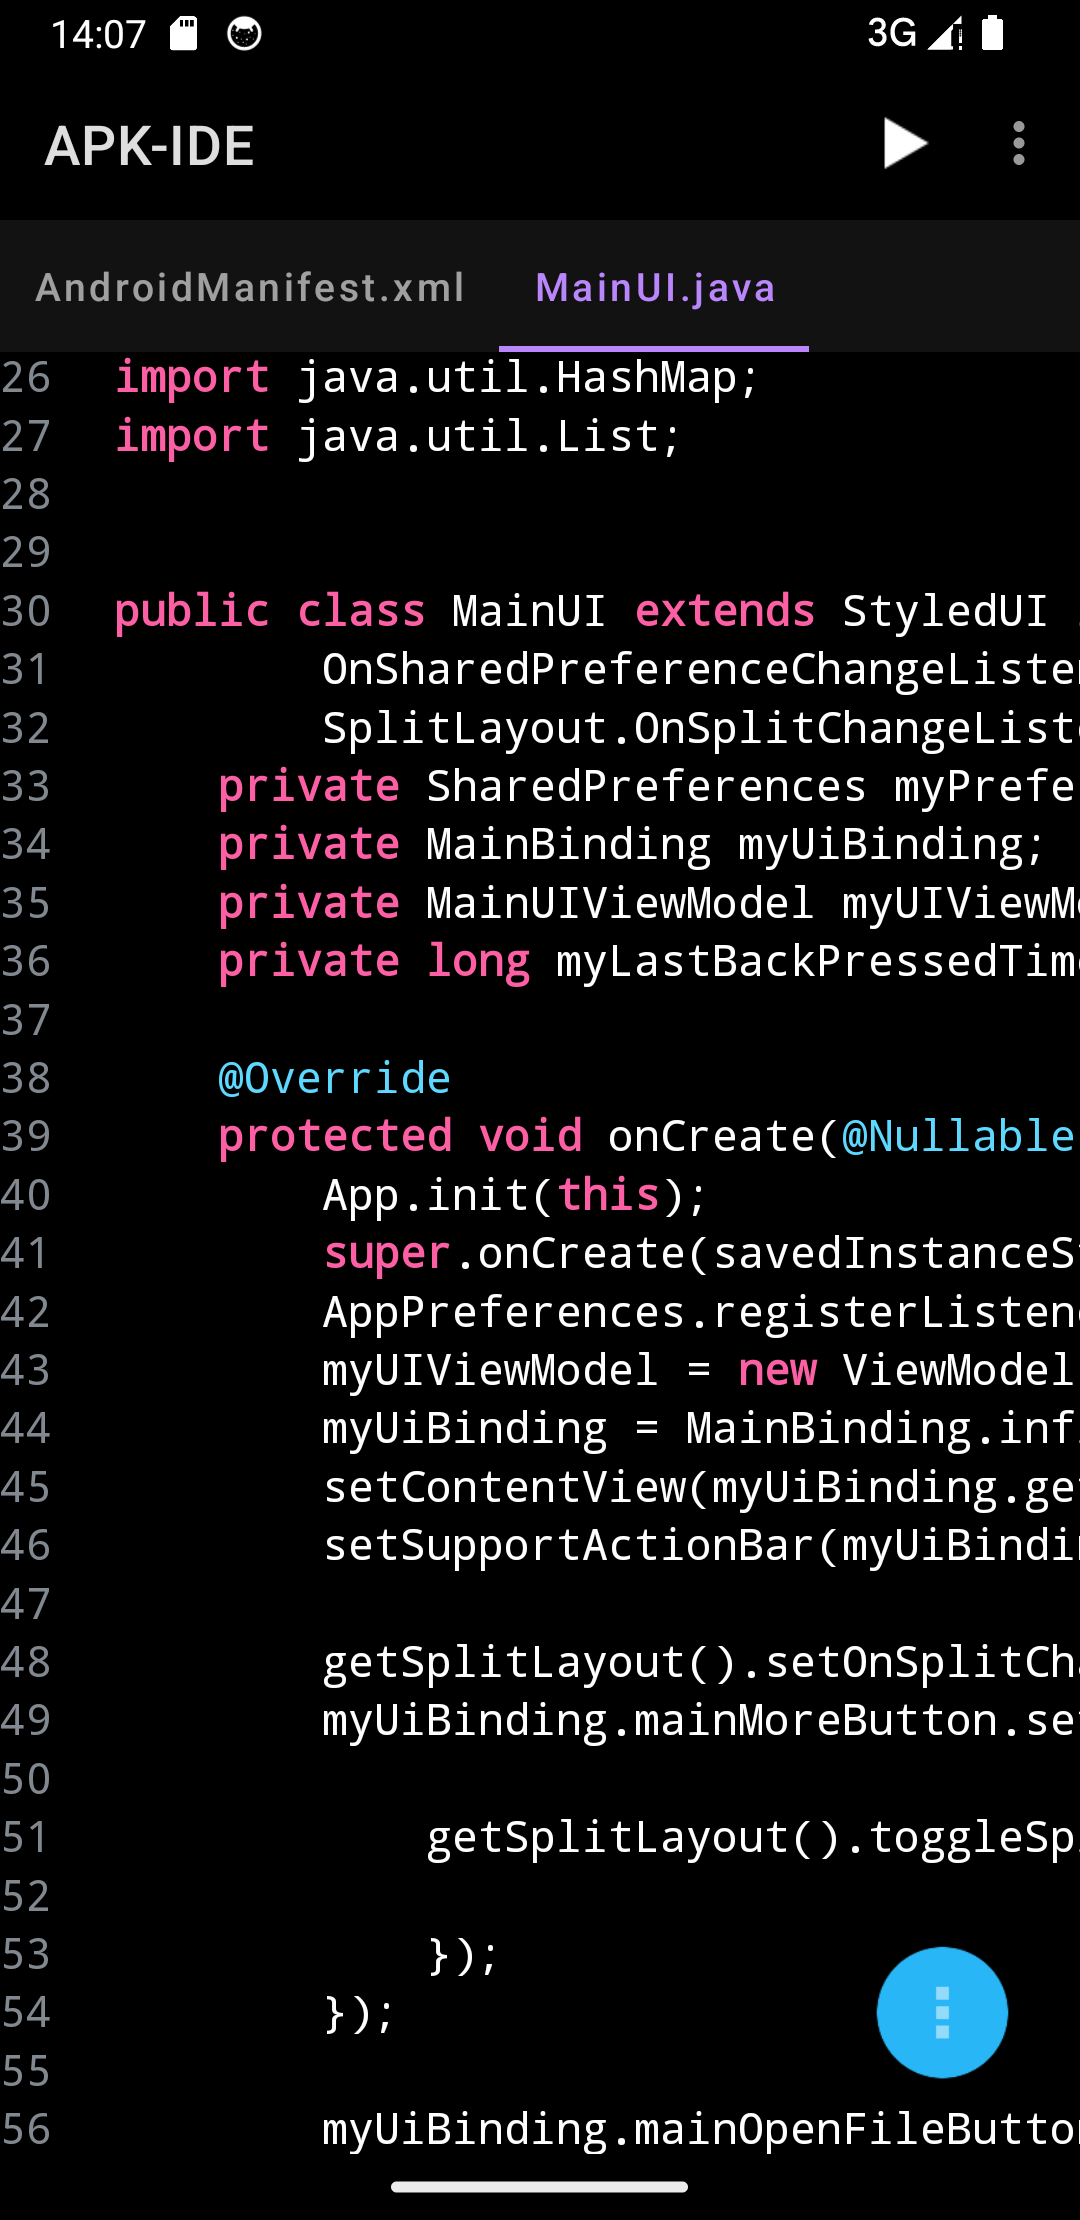 14:07 3G
APK-IDE
AndroidManifest.xml MainUI.java
26 import java.util.HashMap;
27 import java.util.List;
28
29
30 public class MainUI extends StyledUI
31 OnSharedPreferenceChangeListe
32 SplitLayout.OnSplitChangeList
33 private SharedPreferences myPrefe
34 private MainBinding myUiBinding;
35 private MainUIViewModel myUIViewM
36 private long myLastBackPressedTim
37
38 @Override
39 protected void onCreate(@Nullable
40 App.init(this);
41 super.onCreate(savedInstanceS
42 AppPreferences.registerListen
43 myUIViewModel = new ViewModel
44 myUiBinding = MainBinding.inf
45 setContentView(myUiBinding.ge
46 setSupportActionBar(myUiBindi
47
48 getSplitLayout().setOnSplitCh
49 myUiBinding.mainMoreButton.se
50
51 getSplitLayout().toggleSp
52
53 });
54 });
55
56 myUiBinding.mainOpenFileButto